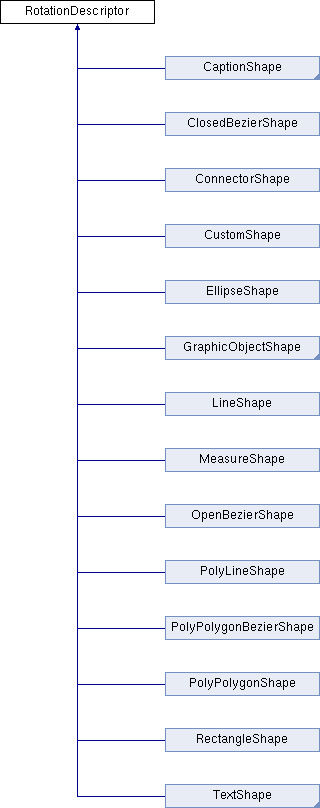 RotationDescriptor
CaptionShape
ClosedBezierShape
ConnectorShape
CustomShape
EllipseShape
GraphicObjectShape
LineShape
MeasureShape
OpenBezierShape
PolyLineShape
PolyPolygonBezierShape
PolyPolygonShape
RectangleShape
TextShape